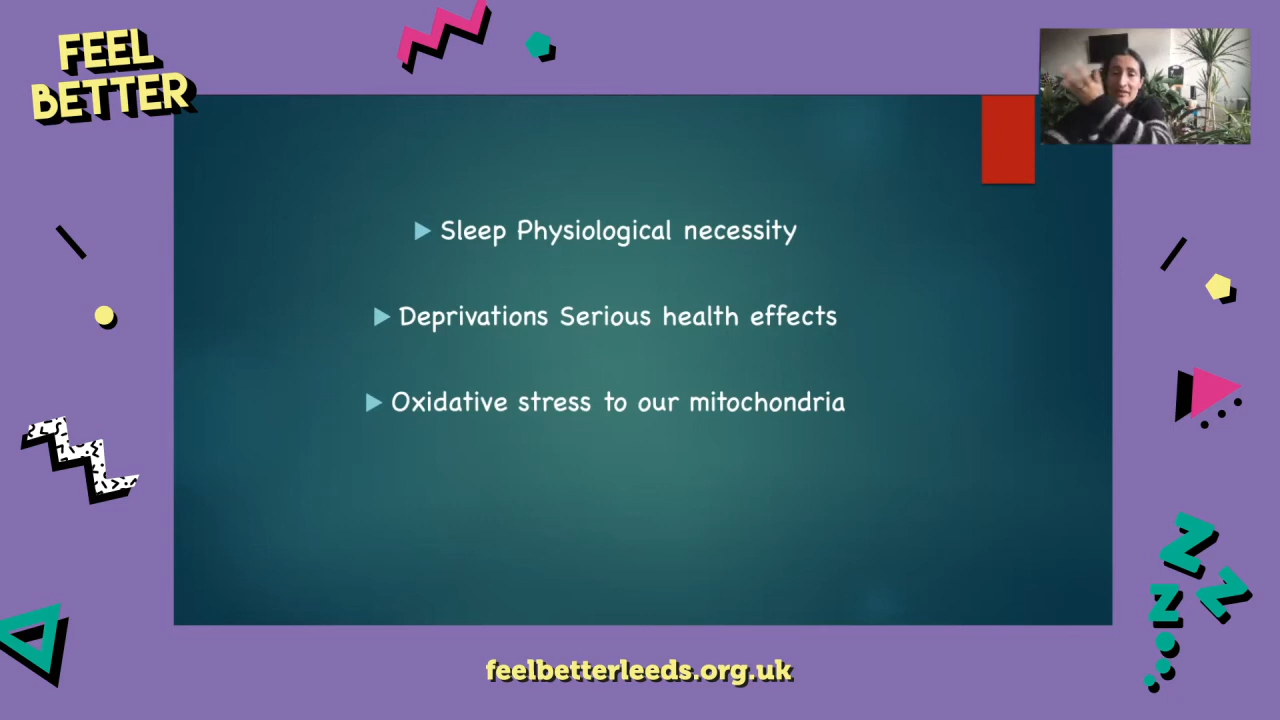 FEEL
BETTER
Sleep Physiological necessity
Deprivations Serious health effects
Oxidative stress to our mitochondria
Z
Z
Z
feelbetterleeds.org.uk